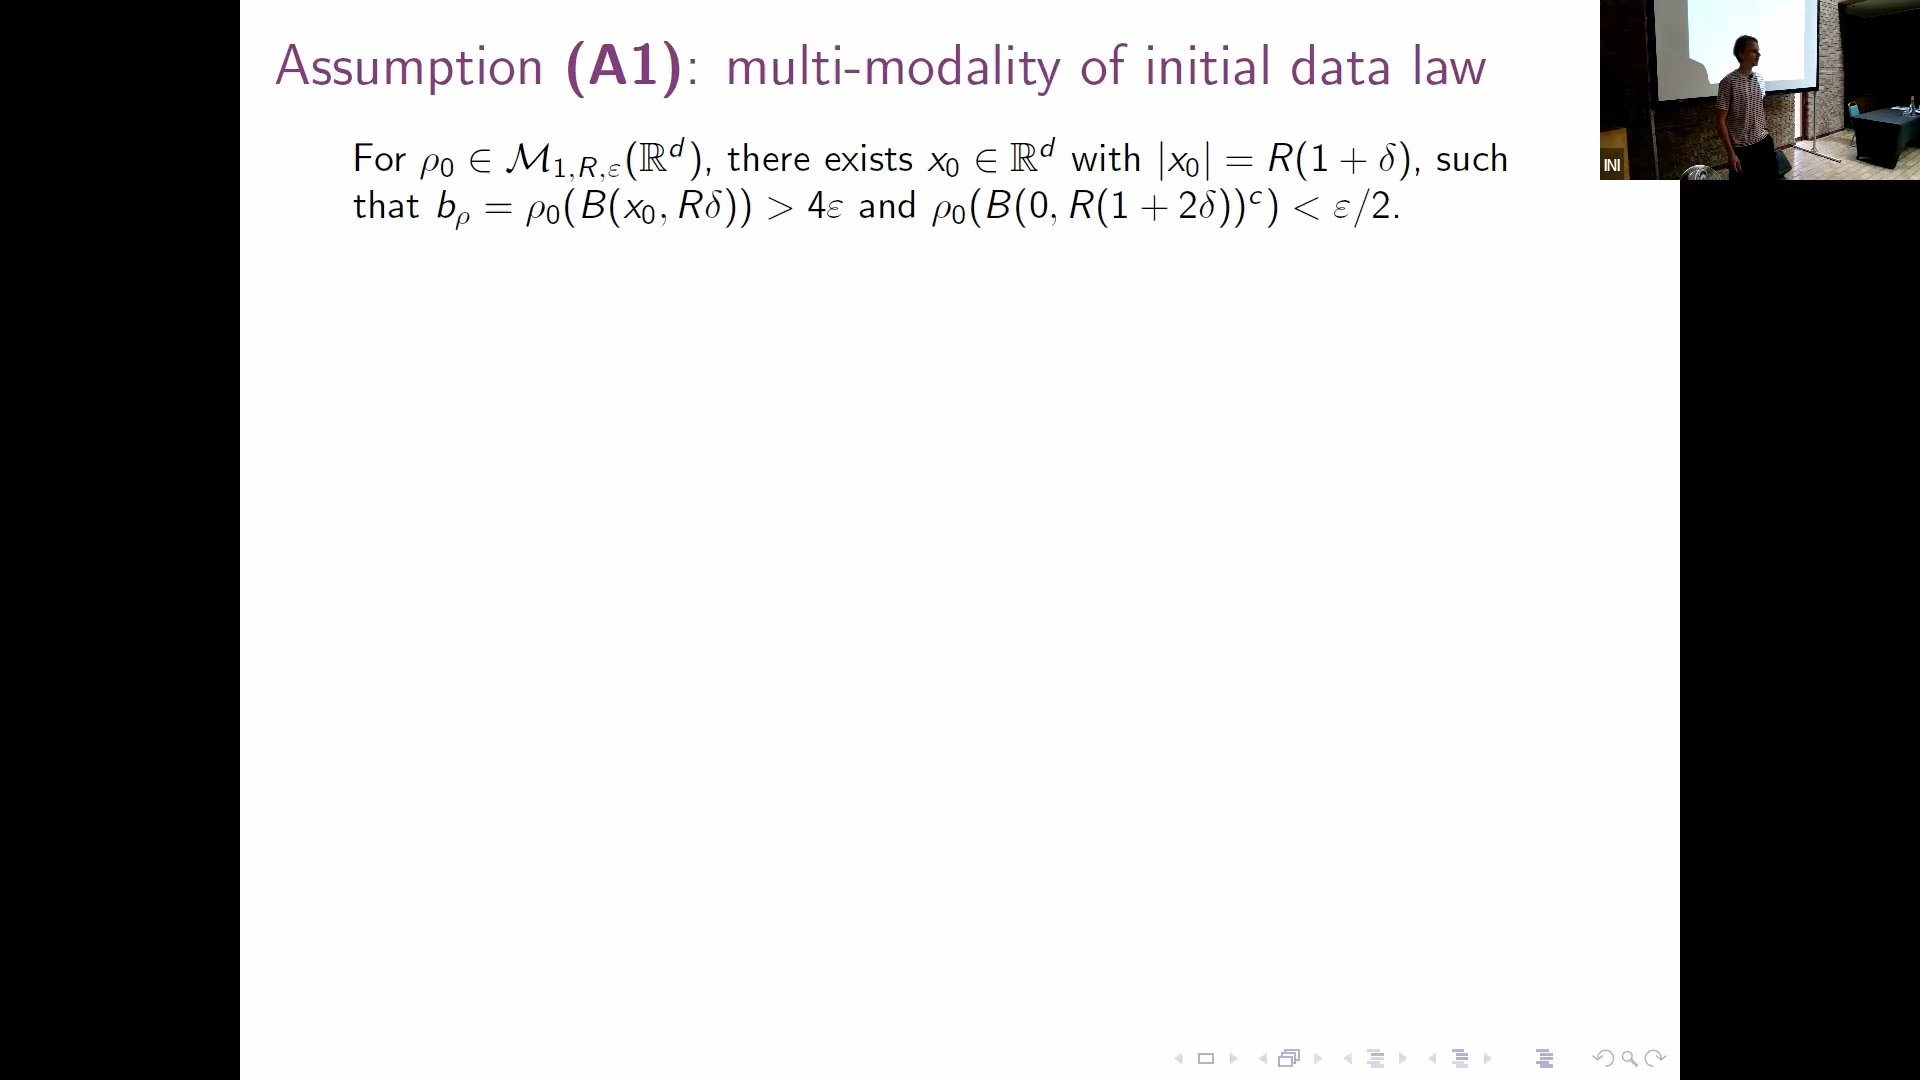 Assumption (A1): multi-modality of initial data law
For ρ₀ ∈ ℳ₁,R,ε(ℝᵈ), there exists x₀ ∈ ℝᵈ with |x₀| = R(1 + δ), such
that bᵨ = ρ₀(B(x₀, Rδ)) > 4ε and ρ₀(B(0, R(1 + 2δ))ᶜ) < ε/2.
INI